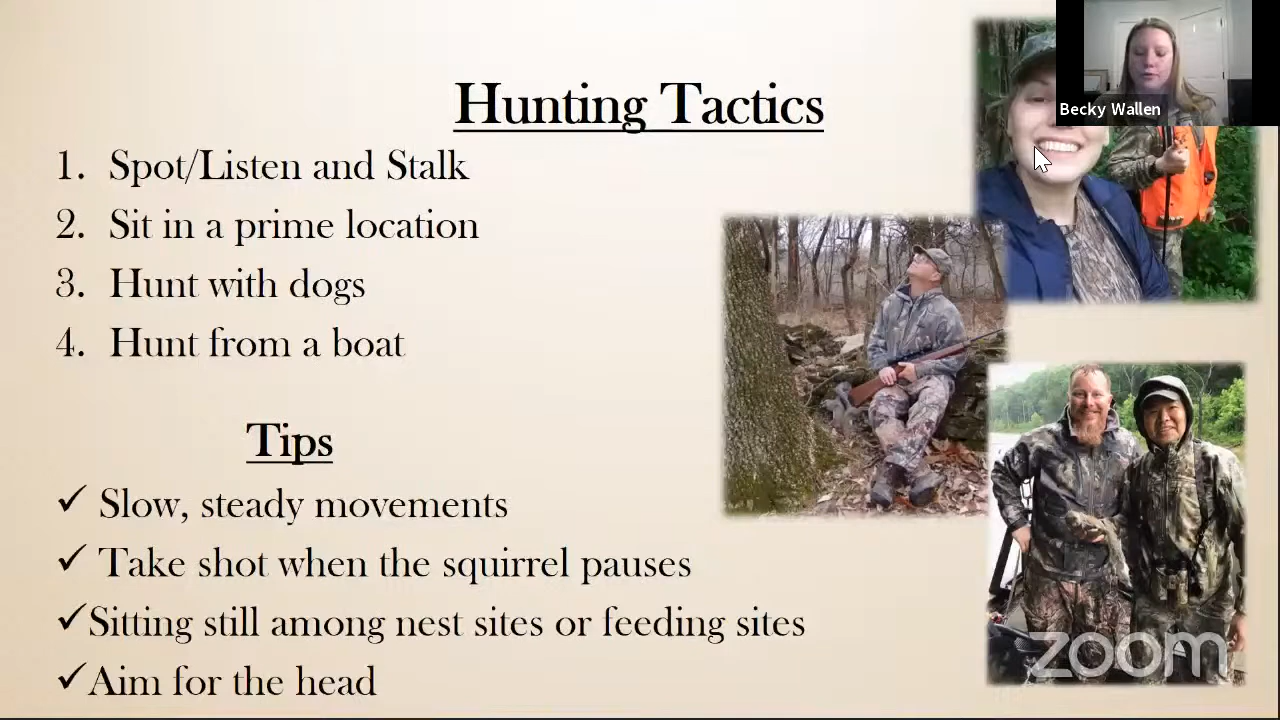 Becky Wallen
Hunting Tactics
1. Spot/Listen and Stalk
2. Sit in a prime location
3. Hunt with dogs
4. Hunt from a boat
Tips
✓ Slow, steady movements
✓ Take shot when the squirrel pauses
✓Sitting still among nest sites or feeding sites
✓Aim for the head
zoom